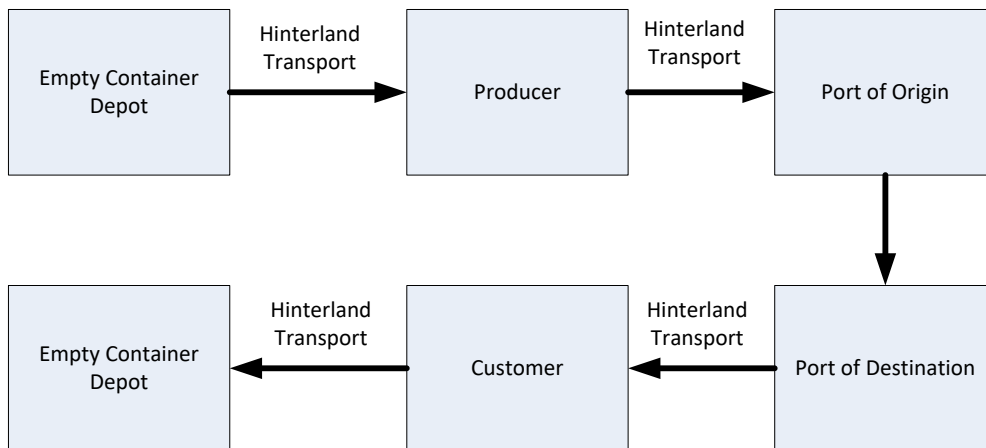 Hinterland
Transport
Hinterland
Transport
Empty Container
Depot
Producer
Port of Origin
Hinterland
Transport
Hinterland
Transport
Empty Container
Depot
Customer
Port of Destination